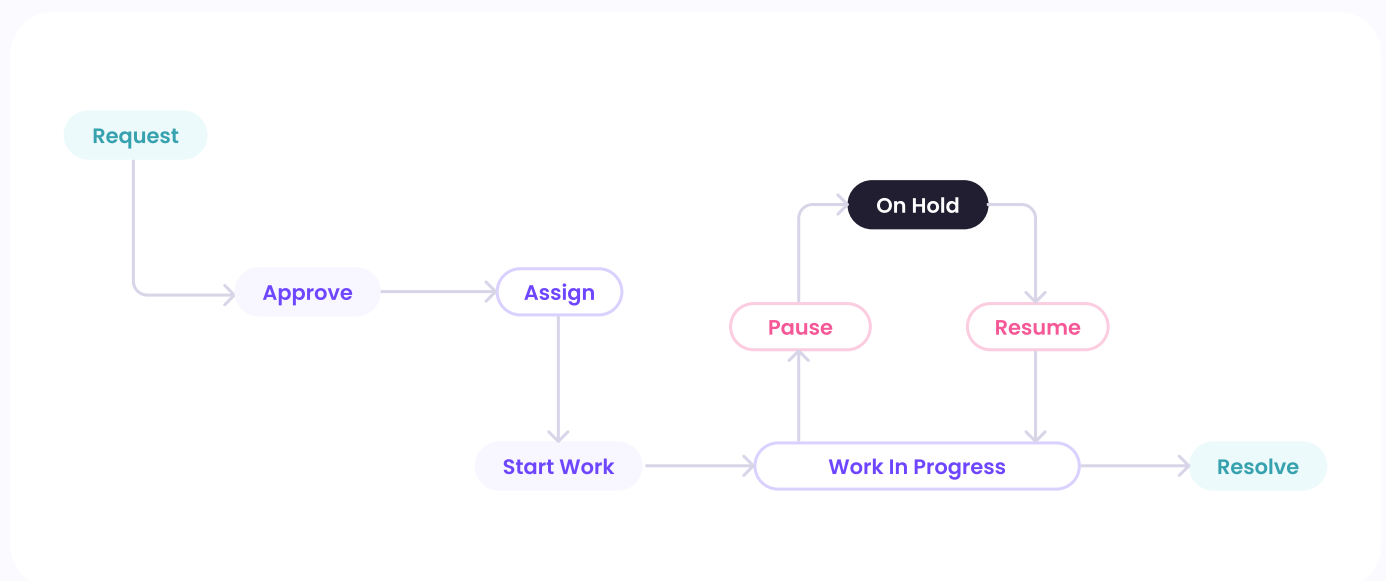 Request
On Hold
Approve
Assign
Pause
Resume
Start Work
Work In Progress
Resolve